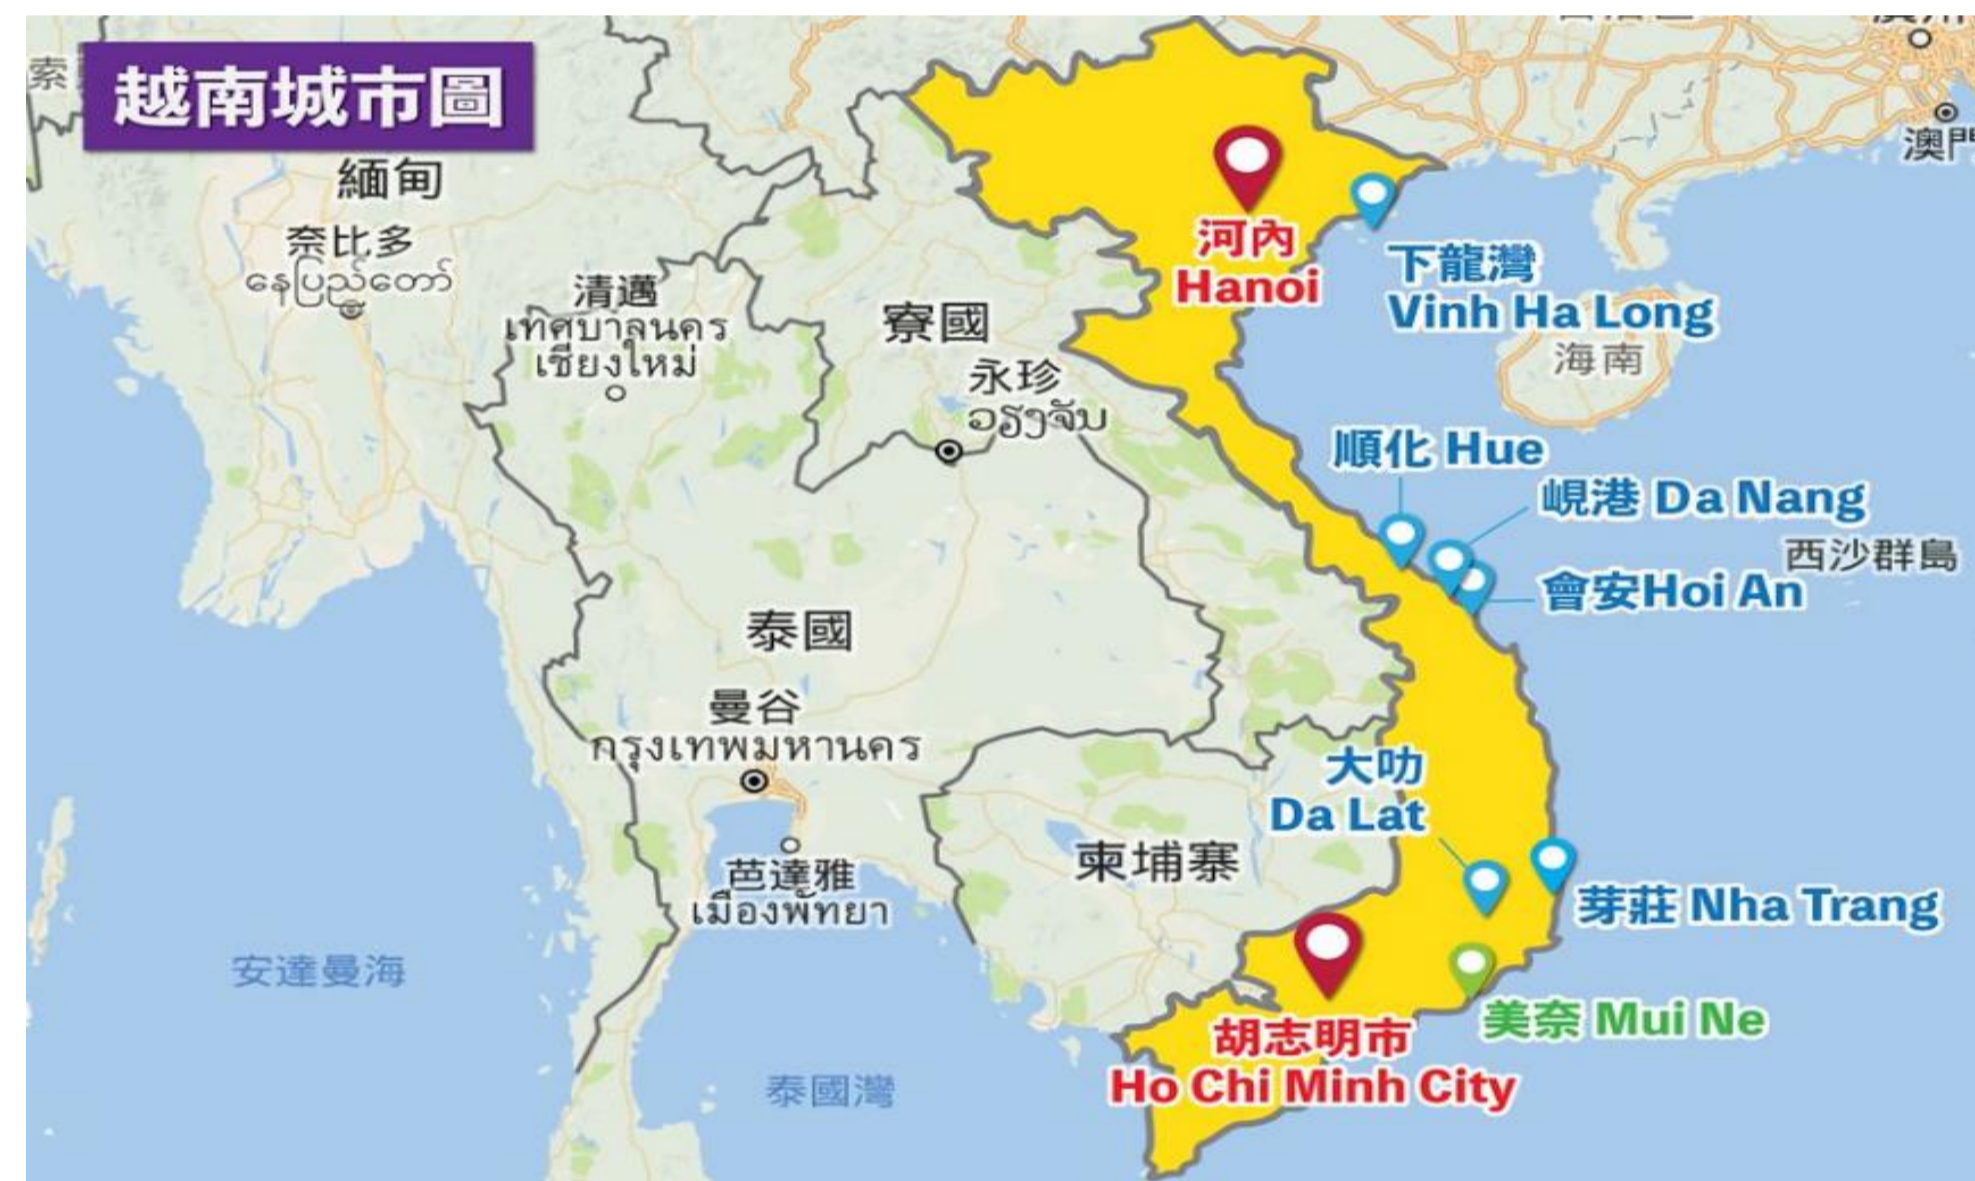 越南城市圖
澳門
緬甸
奈比多
နေပြည်တော်
清邁
เทศบาลนคร
เชียงใหม่
寮國
永珍
ວຽງຈັນ
河內
Hanoi
下龍灣
Vinh Ha Long
海南
順化 Hue
峴港 Da Nang
西沙群島
會安Hoi An
泰國
曼谷
กรุงเทพมหานคร
大叻
Da Lat
芭達雅
เมืองพัทยา
柬埔寨
芽莊 Nha Trang
安達曼海
美奈 Mui Ne
胡志明市
Ho Chi Minh City
泰國灣